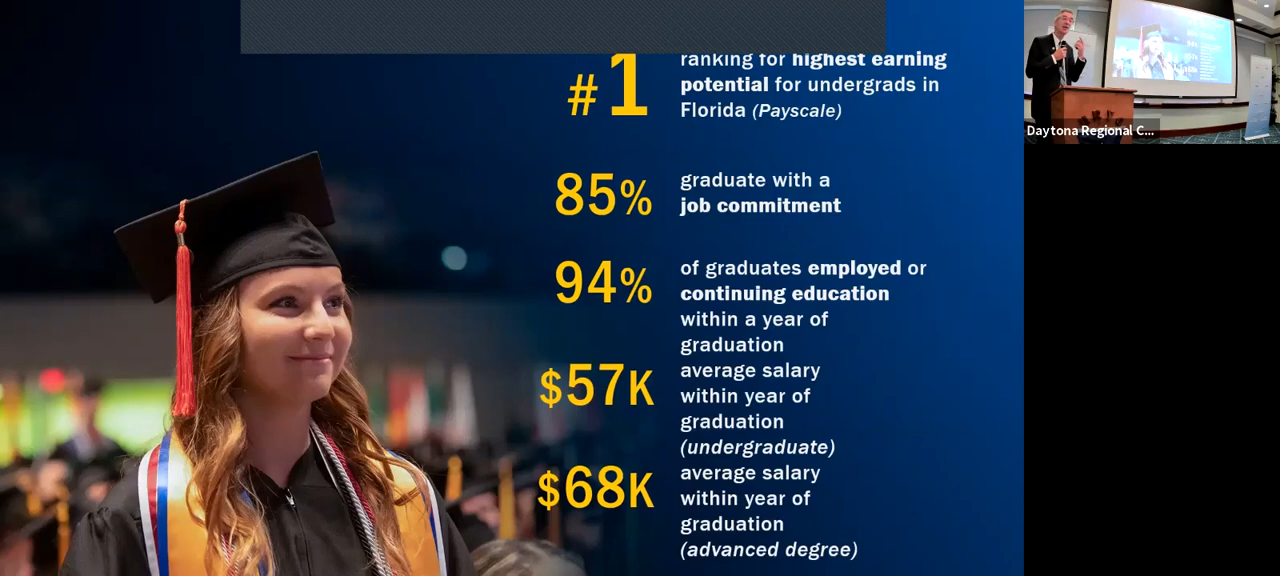 #1
ranking for highest earning
potential for undergrads in
Florida (Payscale)
85%
graduate with a
job commitment
94%
of graduates employed or
continuing education
within a year of
graduation
$57K
average salary
within year of
graduation
(undergraduate)
$68K
average salary
within year of
graduation
(advanced degree)
Daytona Regional C...